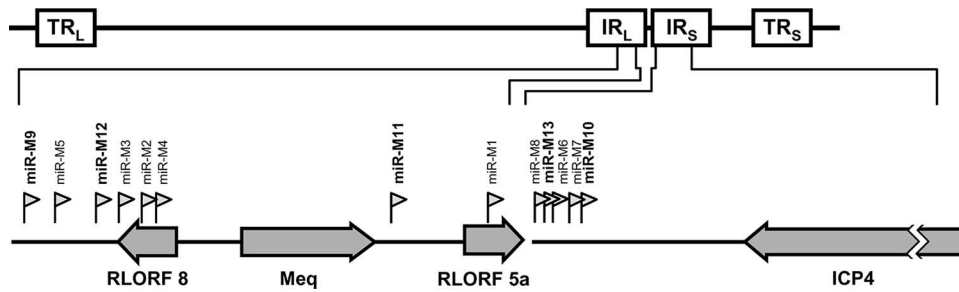 TRL
IRL
IRS
TRS
miR-M9
miR-M5
miR-M12
miR-M3
miR-M2
miR-M4
miR-M11
miR-M1
miR-M8
miR-M13
miR-M6
miR-M7
miR-M10
RLORF 8
Meq
RLORF 5a
ICP4